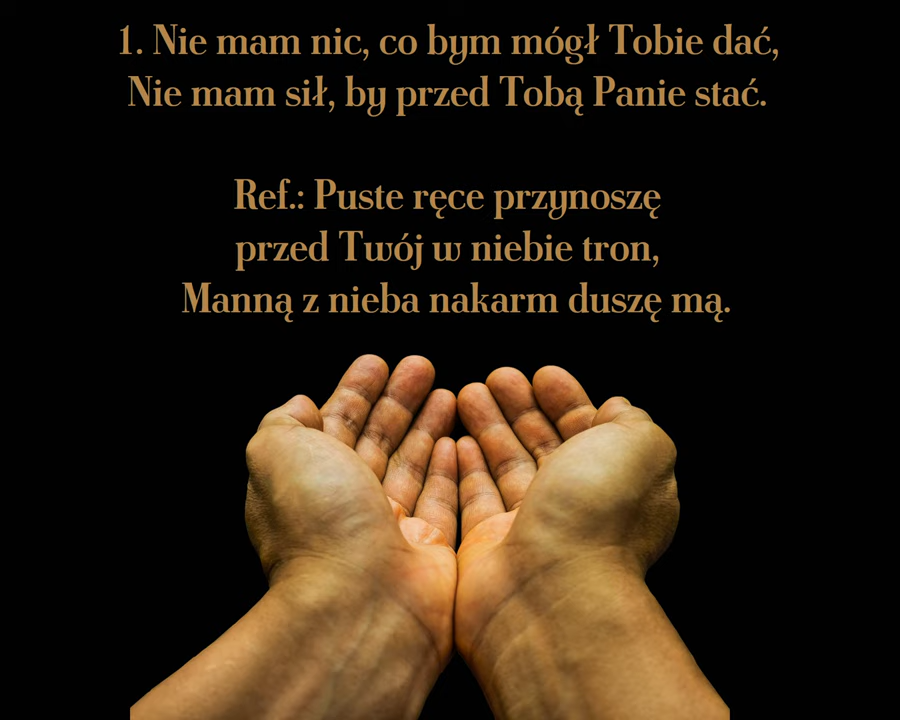 1. Nie mam nic, co bym mógł Tobie dać,
Nie mam sił, by przed Tobą Panie stać.
Ref.: Puste ręce przynoszę
przed Twój w niebie tron,
Manną z nieba nakarm duszę mą.